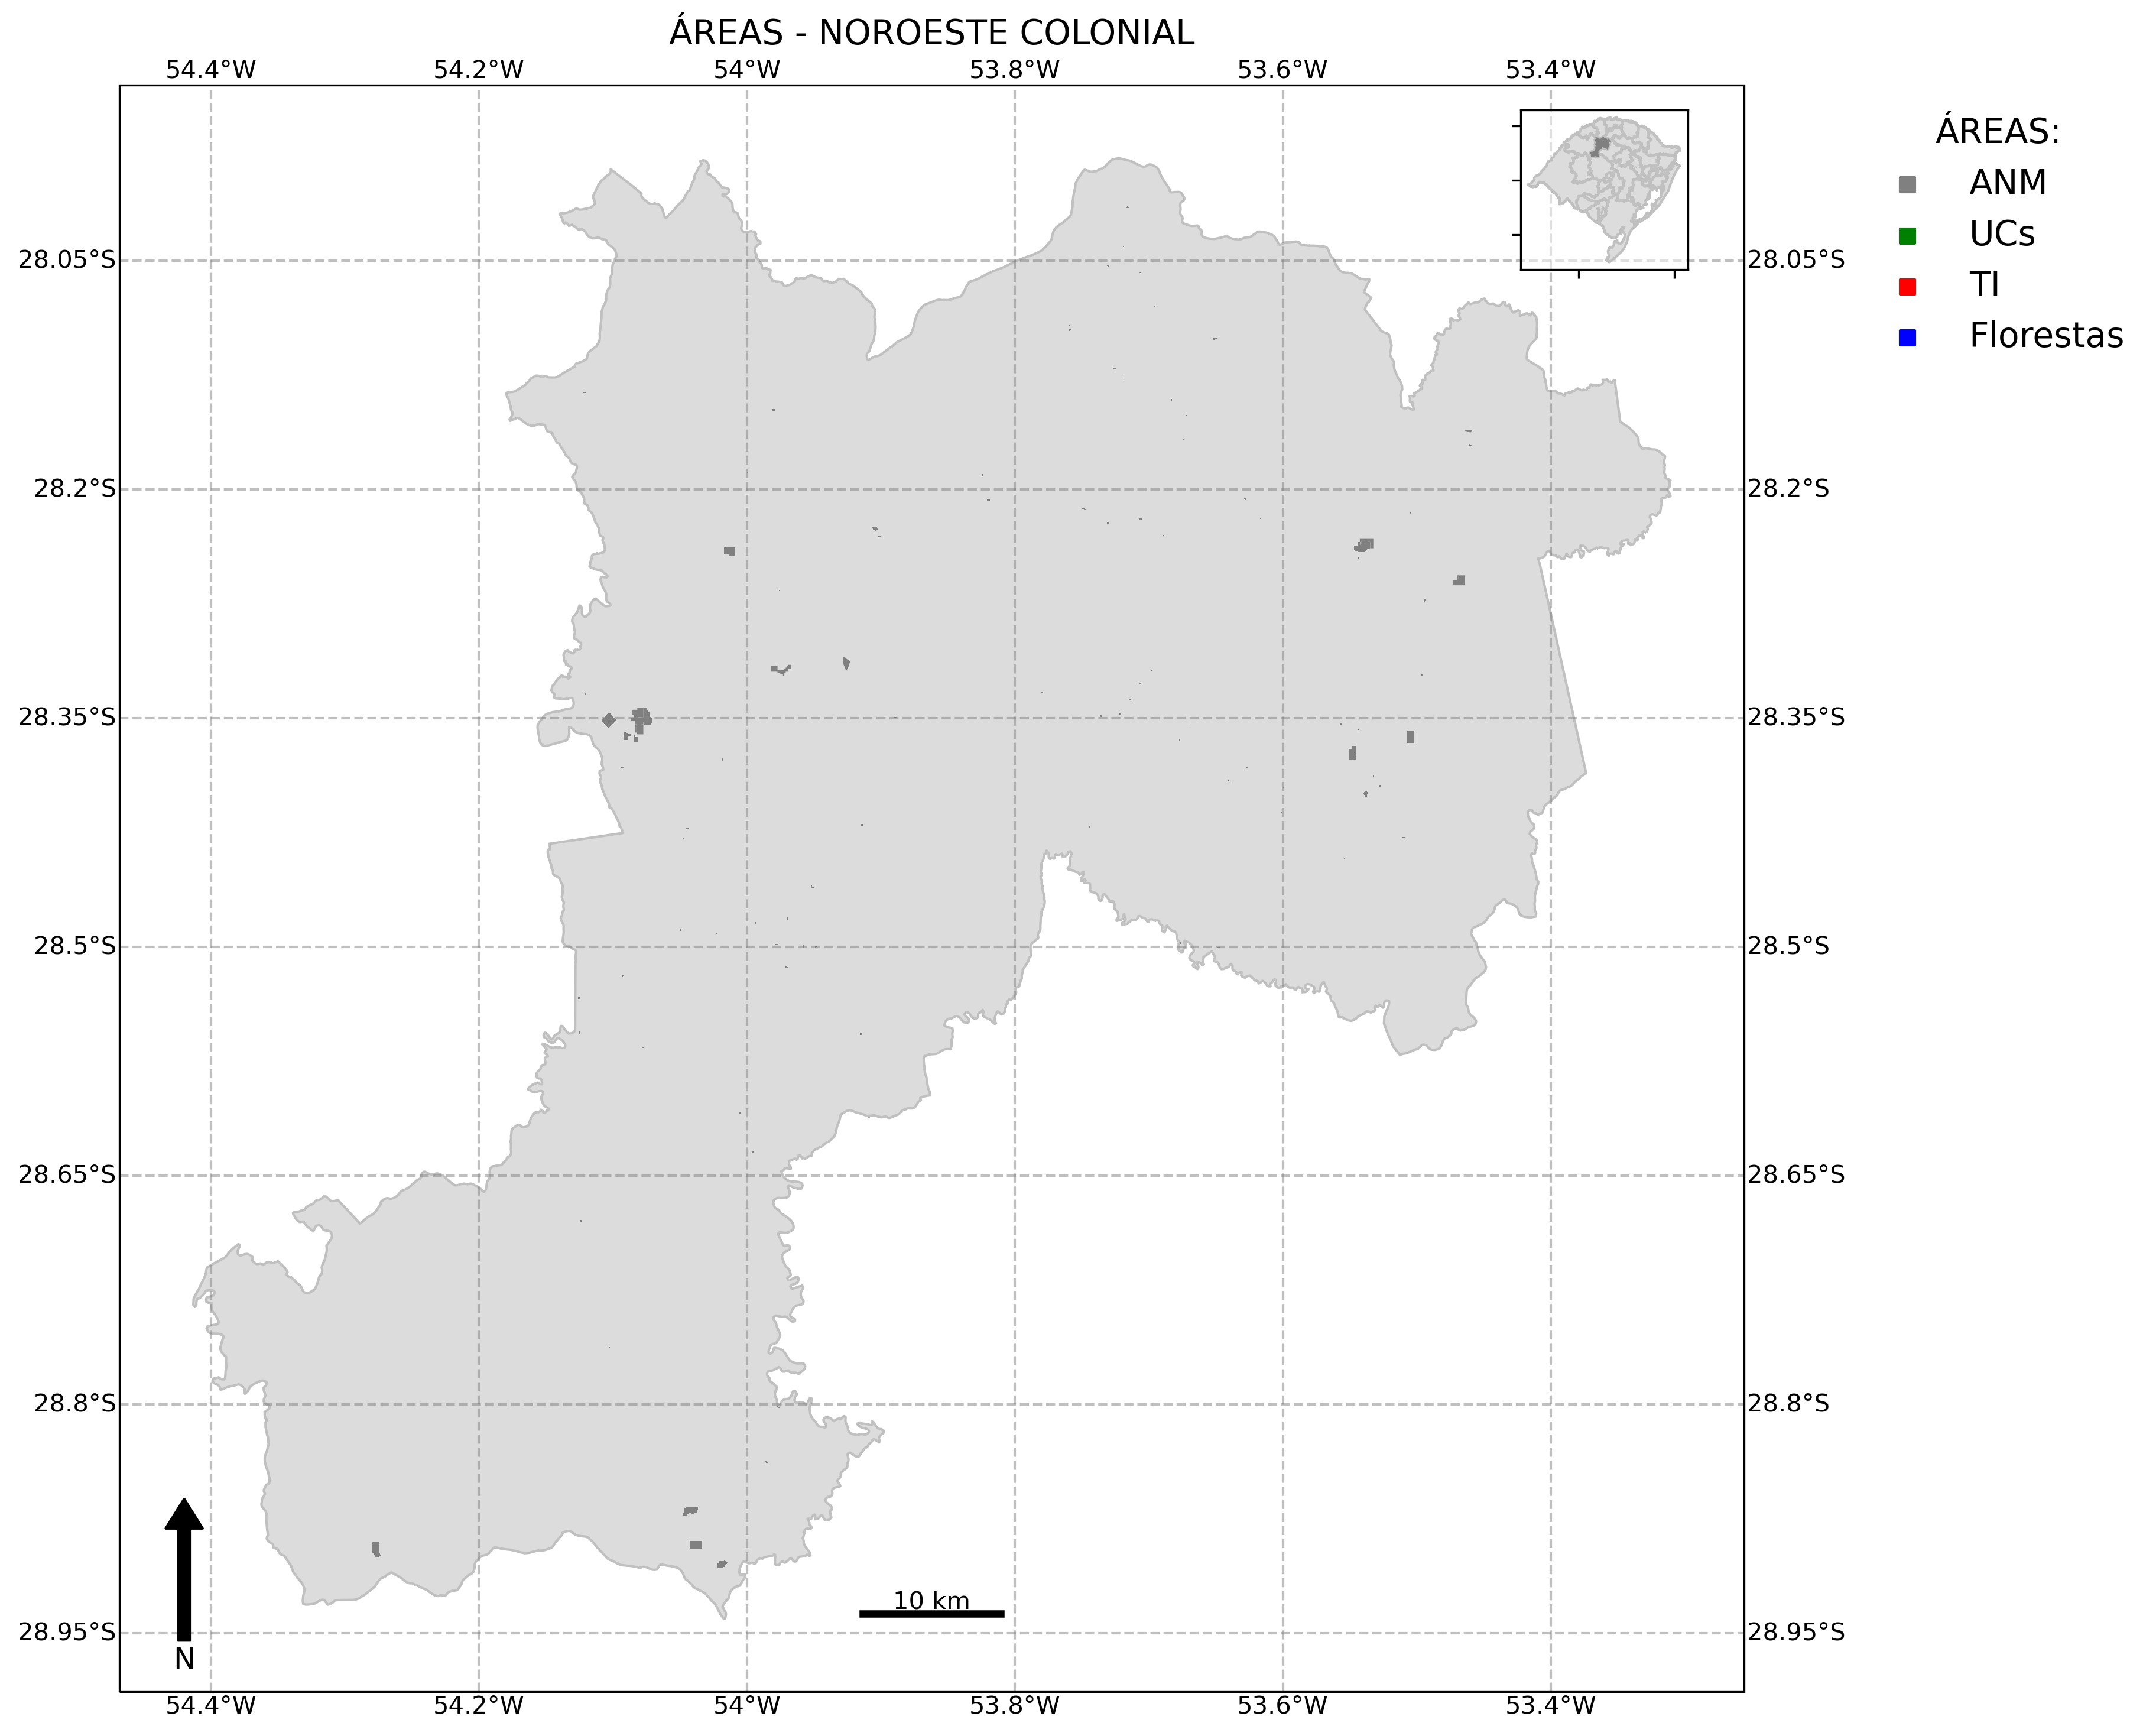 ÁREAS - NOROESTE COLONIAL
54.4°W 54.2°W 54°W 53.8°W 53.6°W 53.4°W
ÁREAS:
ANM
UCs
TI
Florestas
28.05°S 28.05°S
28.2°S 28.2°S
28.35°S 28.35°S
28.5°S 28.5°S
28.65°S 28.65°S
28.8°S 28.8°S
10 km
28.95°S 28.95°S
N
54.4°W 54.2°W 54°W 53.8°W 53.6°W 53.4°W